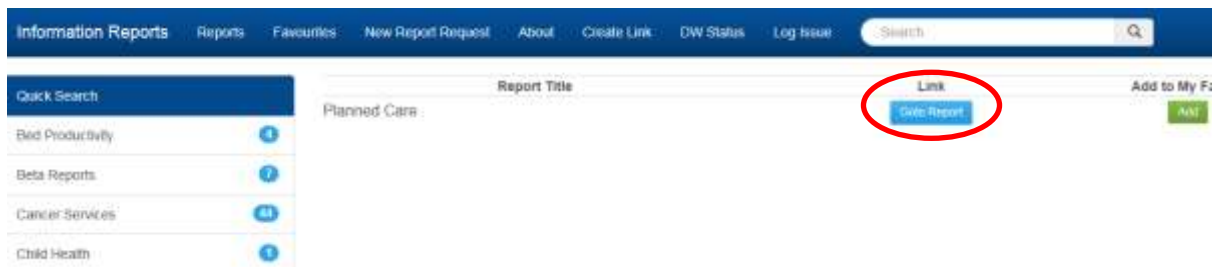 Information Reports Reports Favourites New Report Request About Create Link DW Status Log Issue Search
Quick Search
Report Title Link Add to My Fa
Planned Care Goto Report Add
Bed Productivity 4
Beta Reports 7
Cancer Services 44
Child Health 1